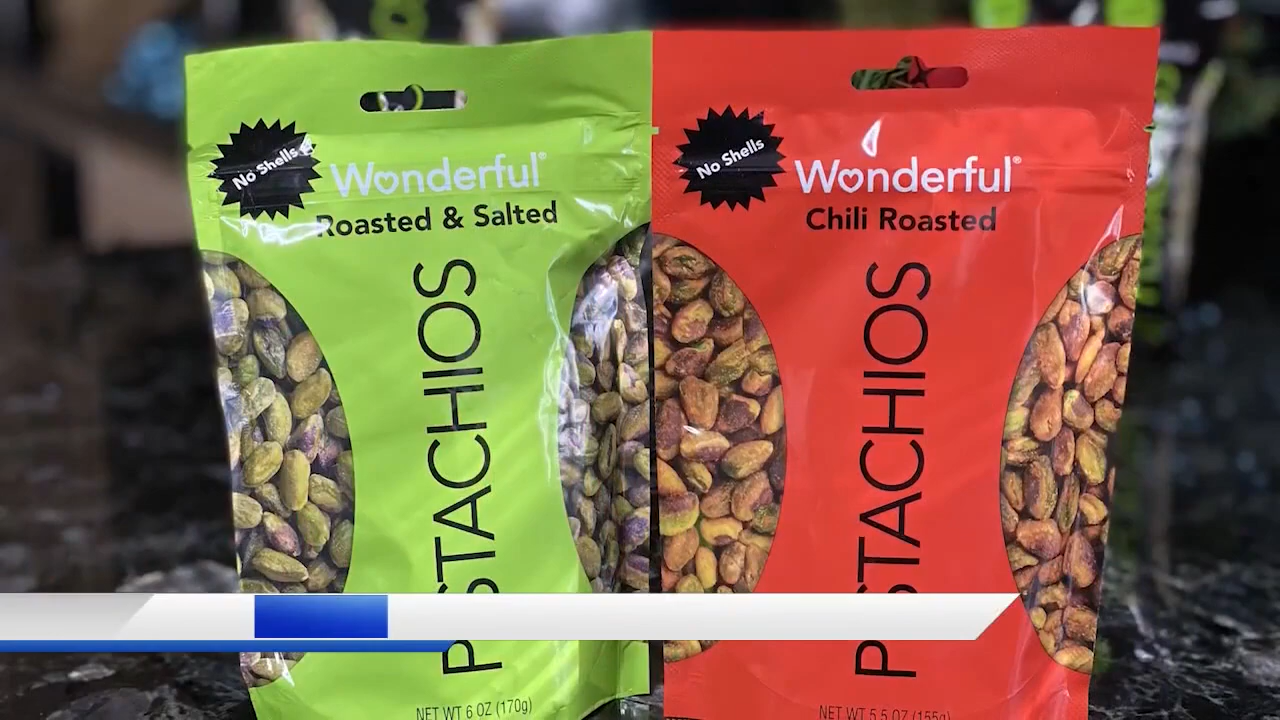 No Shells
Wonderful®
Roasted & Salted
PISTACHIOS
NET WT 6 OZ (170g)
No Shells
Wonderful®
Chili Roasted
PISTACHIOS
NET WT 5.5 OZ (155g)